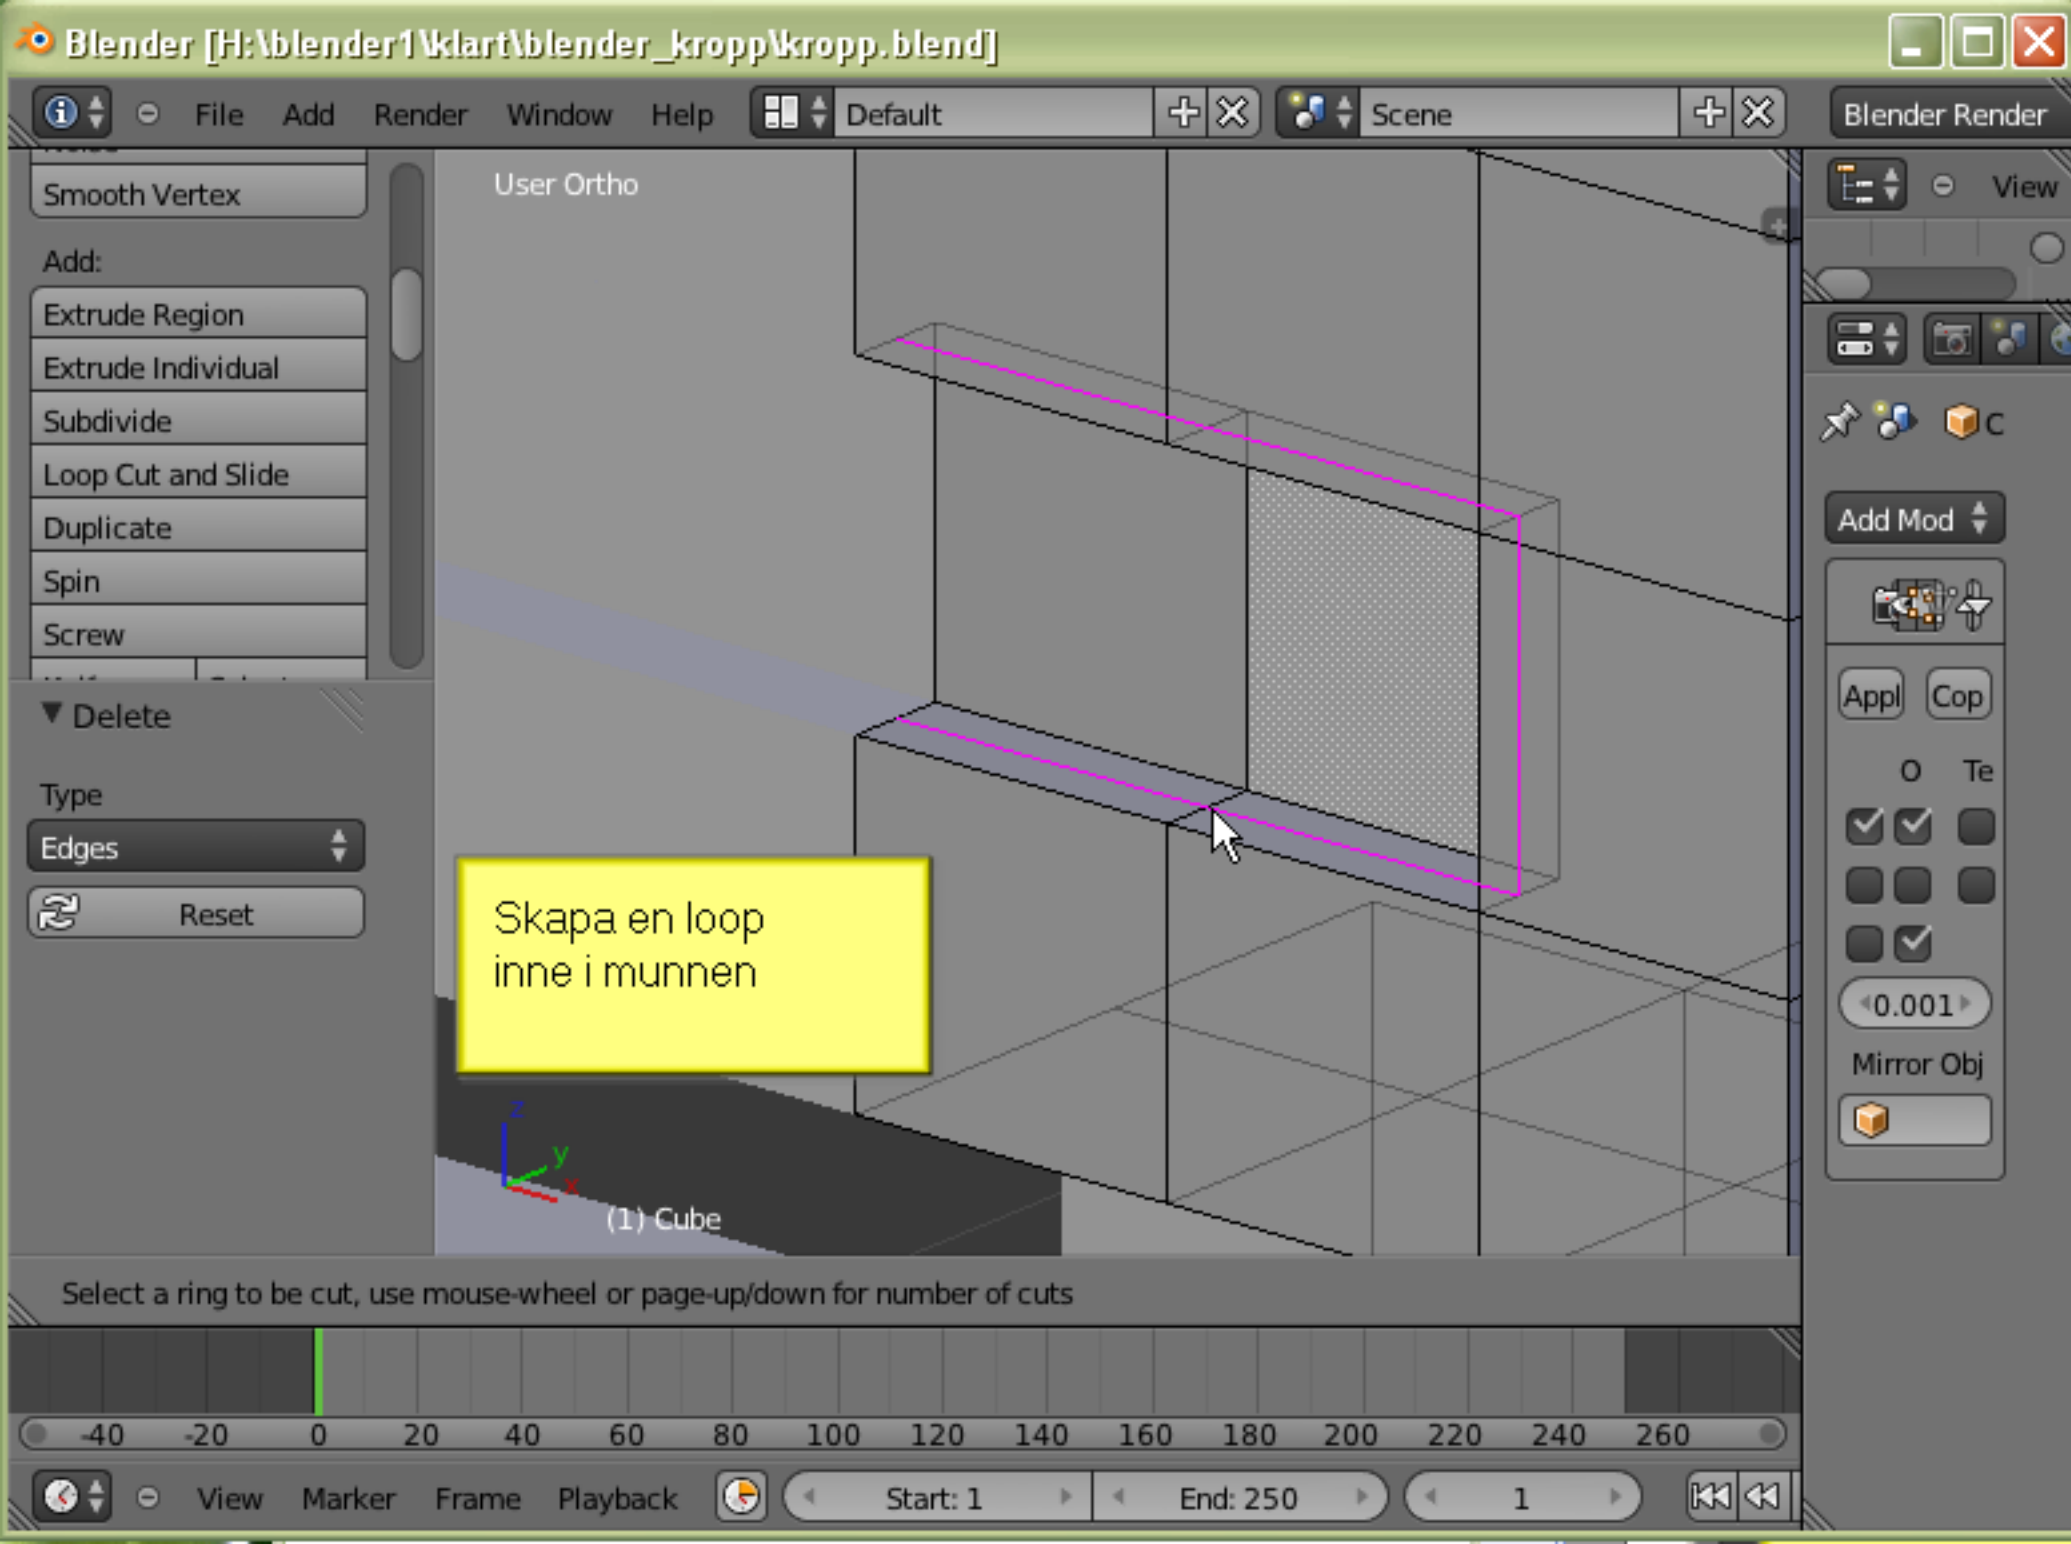 Blender [H:\blender1\klart\blender_kropp\kropp.blend]
File Add Render Window Help Default Scene Blender Render
Smooth Vertex
User Ortho
View
Add:
Extrude Region
Extrude Individual
Subdivide
Loop Cut and Slide
Duplicate
Spin
Screw
C
Add Mod
Delete
Type
Edges
Reset
Appl Cop
O Te
Skapa en loop
inne i munnen
0.001
Mirror Obj
z
y
x
(1) Cube
Select a ring to be cut, use mouse-wheel or page-up/down for number of cuts
-40 -20 0 20 40 60 80 100 120 140 160 180 200 220 240 260
View Marker Frame Playback Start: 1 End: 250 1